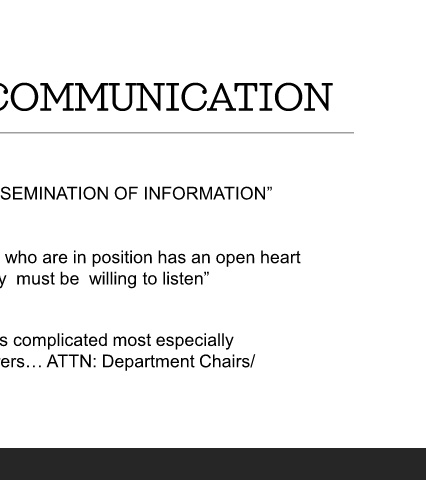 COMMUNICATION
SEMINATION OF INFORMATION”
who are in position has an open heart
y must be willing to listen”
s complicated most especially
ers… ATTN: Department Chairs/